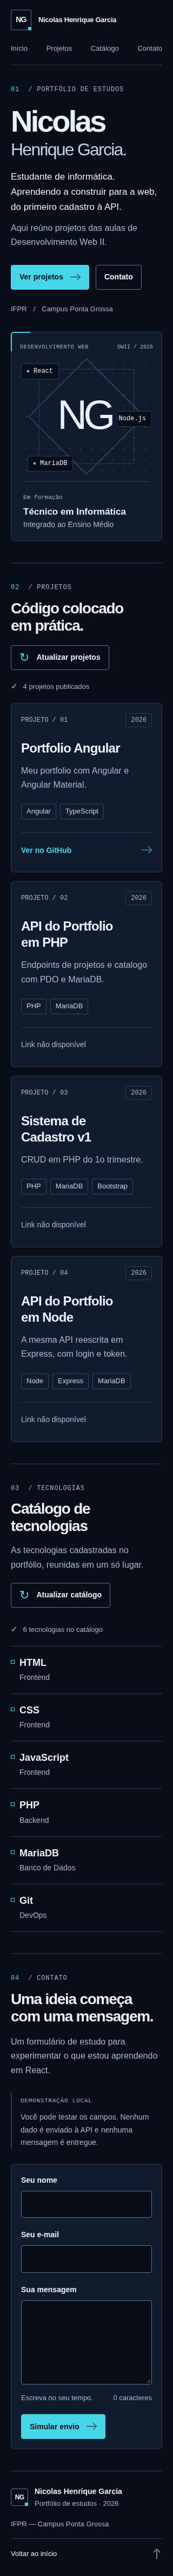 NG Nicolas Henrique Garcia
Início Projetos Catálogo Contato
01 / PORTFÓLIO DE ESTUDOS
Nicolas
Henrique Garcia.
Estudante de informática.
Aprendendo a construir para a web,
do primeiro cadastro à API.
Aqui reúno projetos das aulas de
Desenvolvimento Web II.
Ver projetos → Contato
IFPR / Campus Ponta Grossa
DESENVOLVIMENTO WEB DWII / 2026
React
NG
Node.js
MariaDB
Em formação
Técnico em Informática
Integrado ao Ensino Médio
02 / PROJETOS
Código colocado
em prática.
↻ Atualizar projetos
✓ 4 projetos publicados
PROJETO / 01 2026
Portfolio Angular
Meu portfolio com Angular e
Angular Material.
Angular TypeScript
Ver no GitHub →
PROJETO / 02 2026
API do Portfolio
em PHP
Endpoints de projetos e catalogo
com PDO e MariaDB.
PHP MariaDB
Link não disponível
PROJETO / 03 2026
Sistema de
Cadastro v1
CRUD em PHP do 1o trimestre.
PHP MariaDB Bootstrap
Link não disponível
PROJETO / 04 2026
API do Portfolio
em Node
A mesma API reescrita em
Express, com login e token.
Node Express MariaDB
Link não disponível
03 / TECNOLOGIAS
Catálogo de
tecnologias
As tecnologias cadastradas no
portfólio, reunidas em um só lugar.
↻ Atualizar catálogo
✓ 6 tecnologias no catálogo
HTML
Frontend
CSS
Frontend
JavaScript
Frontend
PHP
Backend
MariaDB
Banco de Dados
Git
DevOps
04 / CONTATO
Uma ideia começa
com uma mensagem.
Um formulário de estudo para
experimentar o que estou aprendendo
em React.
DEMONSTRAÇÃO LOCAL
Você pode testar os campos. Nenhum
dado é enviado à API e nenhuma
mensagem é entregue.
Seu nome
Seu e-mail
Sua mensagem
Escreva no seu tempo. 0 caracteres
Simular envio →
NG Nicolas Henrique Garcia
Portfólio de estudos · 2026
IFPR — Campus Ponta Grossa
Voltar ao início ↑